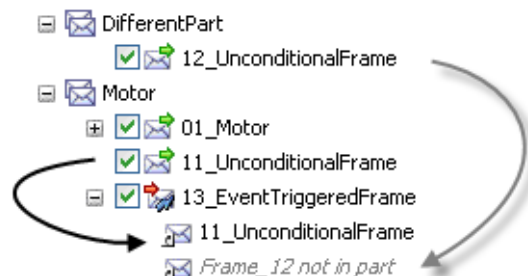 DifferentPart
12_UnconditionalFrame
Motor
01_Motor
11_UnconditionalFrame
13_EventTriggeredFrame
11_UnconditionalFrame
Frame_12 not in part